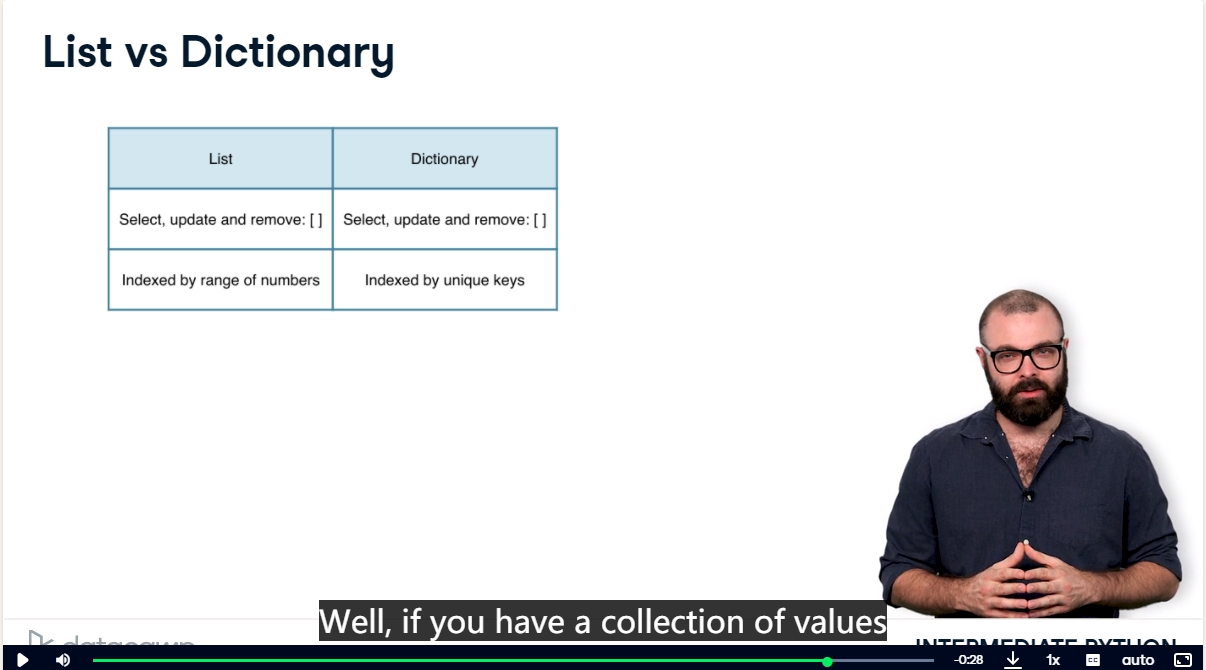 List vs Dictionary
List Dictionary
Select, update and remove: [ ] Select, update and remove: [ ]
Indexed by range of numbers Indexed by unique keys
Well, if you have a collection of values
datacamp INTERMEDIATE PYTHON
-0:28 1x CC auto